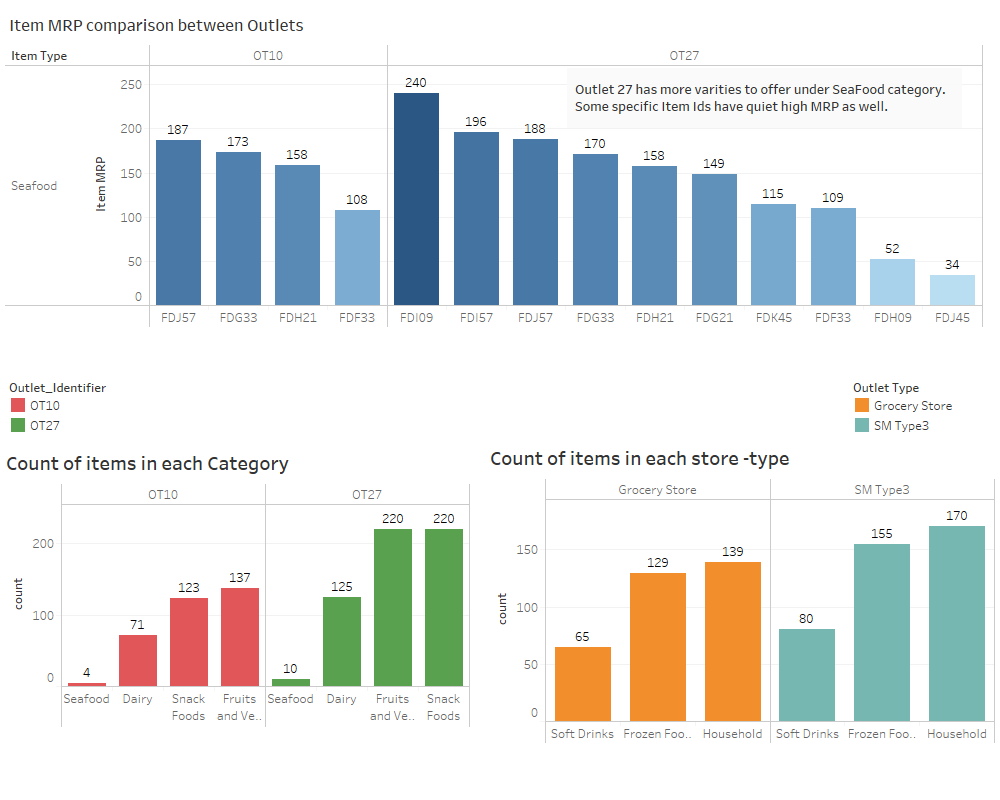 Item MRP comparison between Outlets
Item Type
OT10
OT27
Outlet 27 has more varities to offer under SeaFood category.
Some specific Item Ids have quiet high MRP as well.
Seafood
Item MRP
250
200
150
100
50
0
187
173
158
108
240
196
188
170
158
149
115
109
52
34
FDJ57
FDG33
FDH21
FDF33
FDI09
FDI57
FDJ57
FDG33
FDH21
FDG21
FDK45
FDF33
FDH09
FDJ45
Outlet_Identifier
OT10
OT27
Outlet Type
Grocery Store
SM Type3
Count of items in each Category
OT10
OT27
count
200
100
0
4
71
123
137
10
125
220
220
Seafood
Dairy
Snack
Foods
Fruits
and Ve..
Seafood
Dairy
Fruits
and Ve..
Snack
Foods
Count of items in each store -type
Grocery Store
SM Type3
count
150
100
50
0
65
129
139
80
155
170
Soft Drinks
Frozen Foo..
Household
Soft Drinks
Frozen Foo..
Household